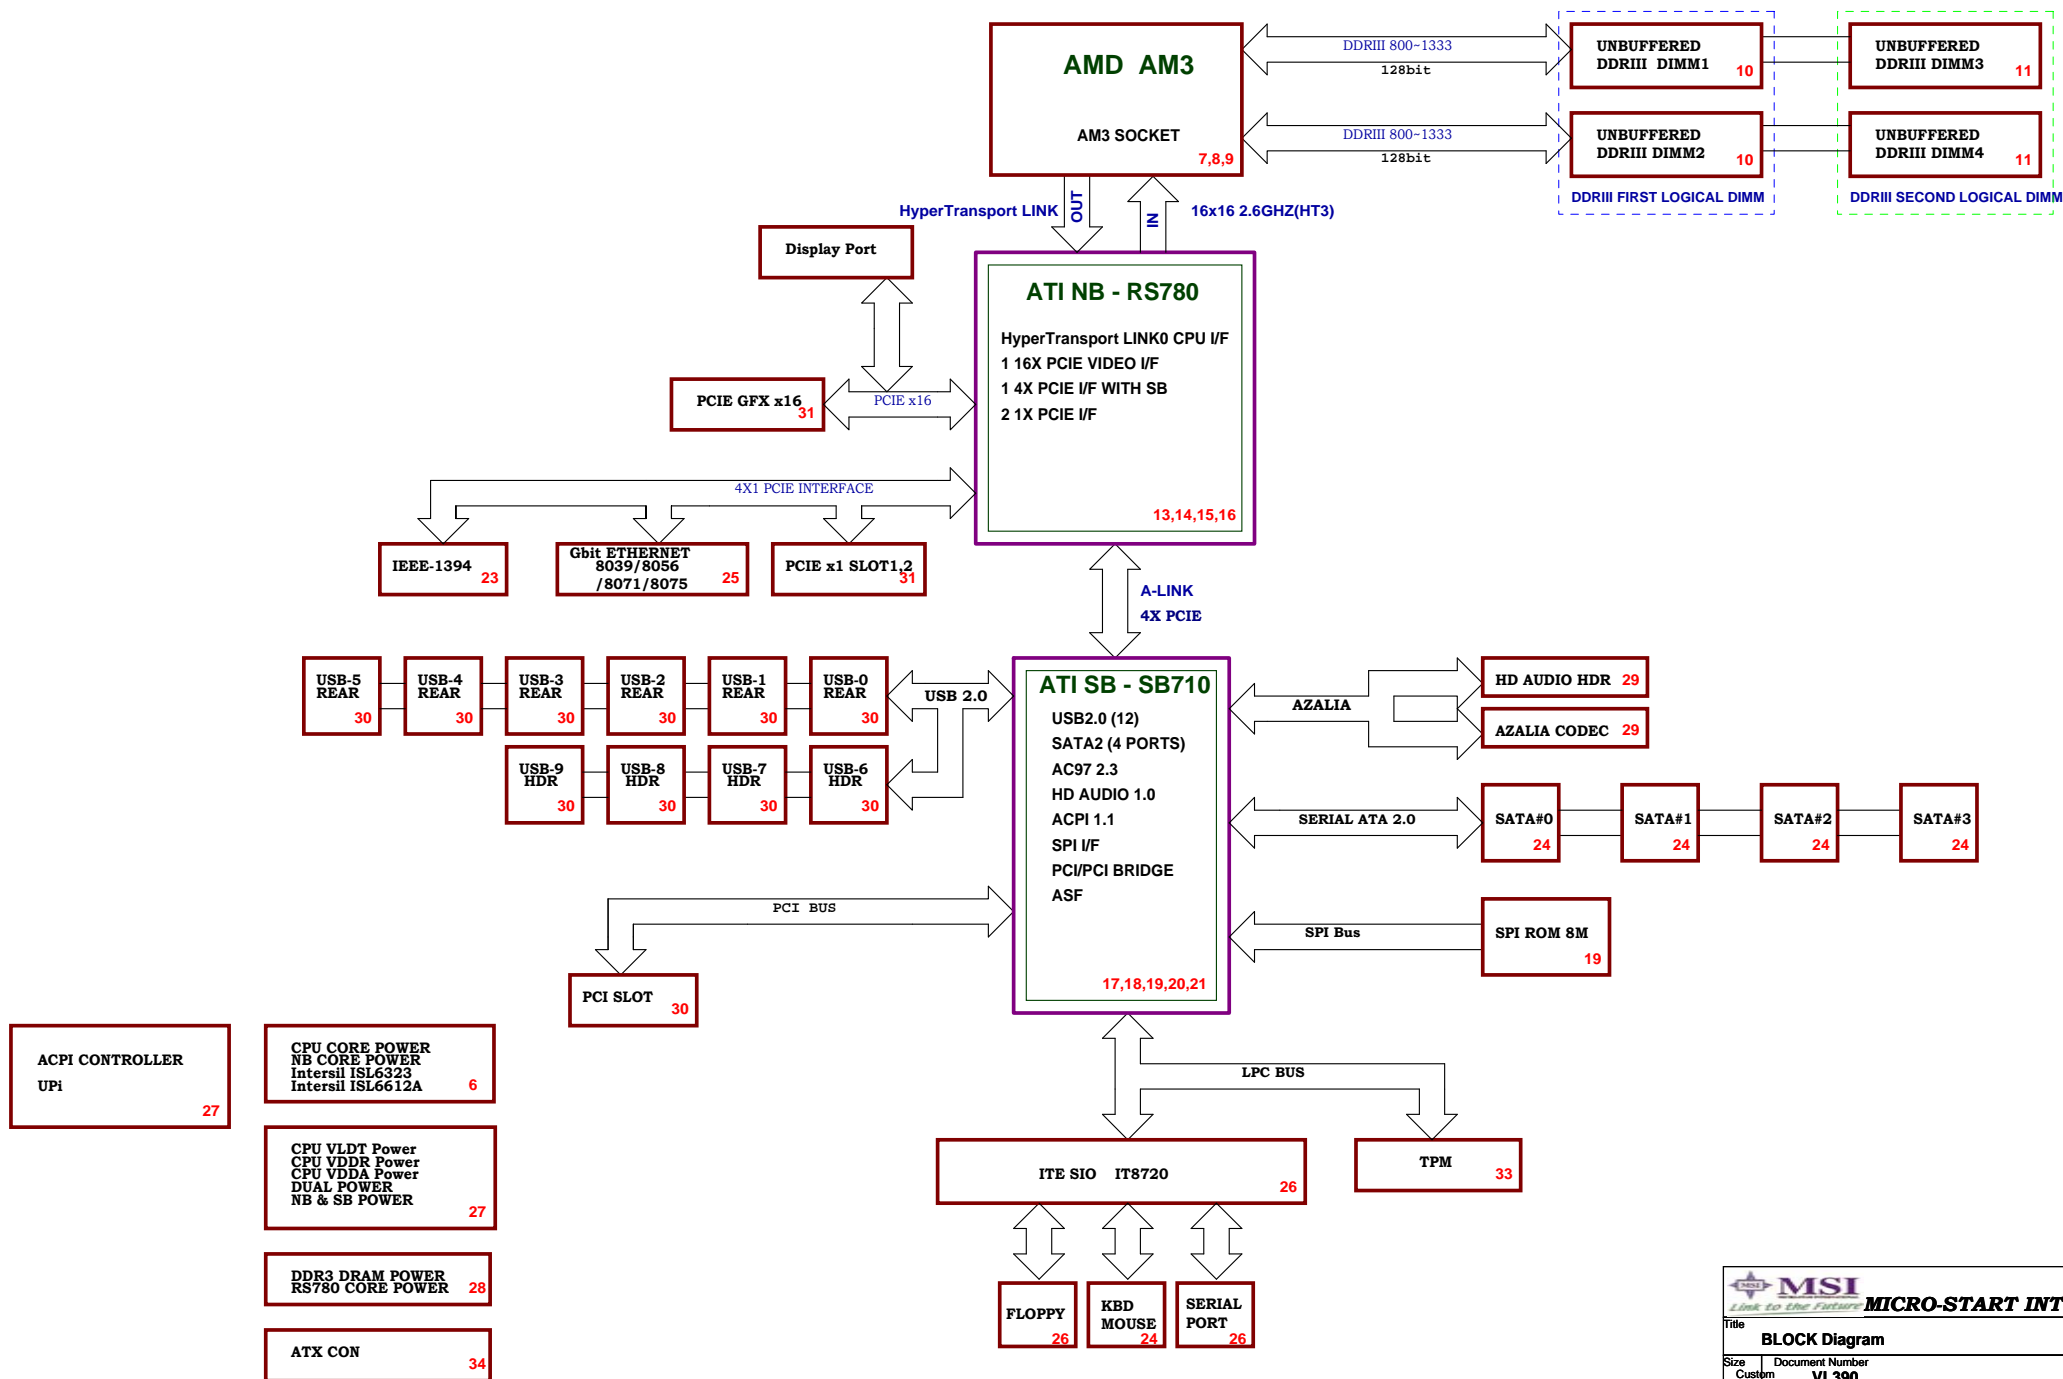 AMD AM3
AM3 SOCKET
7,8,9
DDRIII 800~1333
128bit
DDRIII 800~1333
128bit
UNBUFFERED
DDRIII DIMM1
10
UNBUFFERED
DDRIII DIMM3
11
UNBUFFERED
DDRIII DIMM2
10
UNBUFFERED
DDRIII DIMM4
11
DDRIII FIRST LOGICAL DIMM
DDRIII SECOND LOGICAL DIMM
HyperTransport LINK
OUT
IN
16x16 2.6GHZ(HT3)
Display Port
ATI NB - RS780
HyperTransport LINK0 CPU I/F
1 16X PCIE VIDEO I/F
1 4X PCIE I/F WITH SB
2 1X PCIE I/F
13,14,15,16
PCIE GFX x16
31
PCIE x16
4X1 PCIE INTERFACE
IEEE-1394
23
Gbit ETHERNET
8039/8056
/8071/8075
25
PCIE x1 SLOT1,2
31
A-LINK
4X PCIE
USB-5
REAR
30
USB-4
REAR
30
USB-3
REAR
30
USB-2
REAR
30
USB-1
REAR
30
USB-0
REAR
30
USB 2.0
USB-9
HDR
30
USB-8
HDR
30
USB-7
HDR
30
USB-6
HDR
30
ATI SB - SB710
USB2.0 (12)
SATA2 (4 PORTS)
AC97 2.3
HD AUDIO 1.0
ACPI 1.1
SPI I/F
PCI/PCI BRIDGE
ASF
17,18,19,20,21
AZALIA
HD AUDIO HDR
29
AZALIA CODEC
29
SERIAL ATA 2.0
SATA#0
24
SATA#1
24
SATA#2
24
SATA#3
24
PCI BUS
PCI SLOT
30
SPI Bus
SPI ROM 8M
19
ACPI CONTROLLER
UPi
27
CPU CORE POWER
NB CORE POWER
Intersil ISL6323
Intersil ISL6612A
6
CPU VLDT Power
CPU VDDR Power
CPU VDDA Power
DUAL POWER
NB & SB POWER
27
DDR3 DRAM POWER
RS780 CORE POWER
28
ATX CON
34
LPC BUS
ITE SIO IT8720
26
TPM
33
FLOPPY
26
KBD
MOUSE
24
SERIAL
PORT
26
MSI
MSI
Link to the Future
MICRO-START INT
Title
BLOCK Diagram
Size
Custom
Document Number